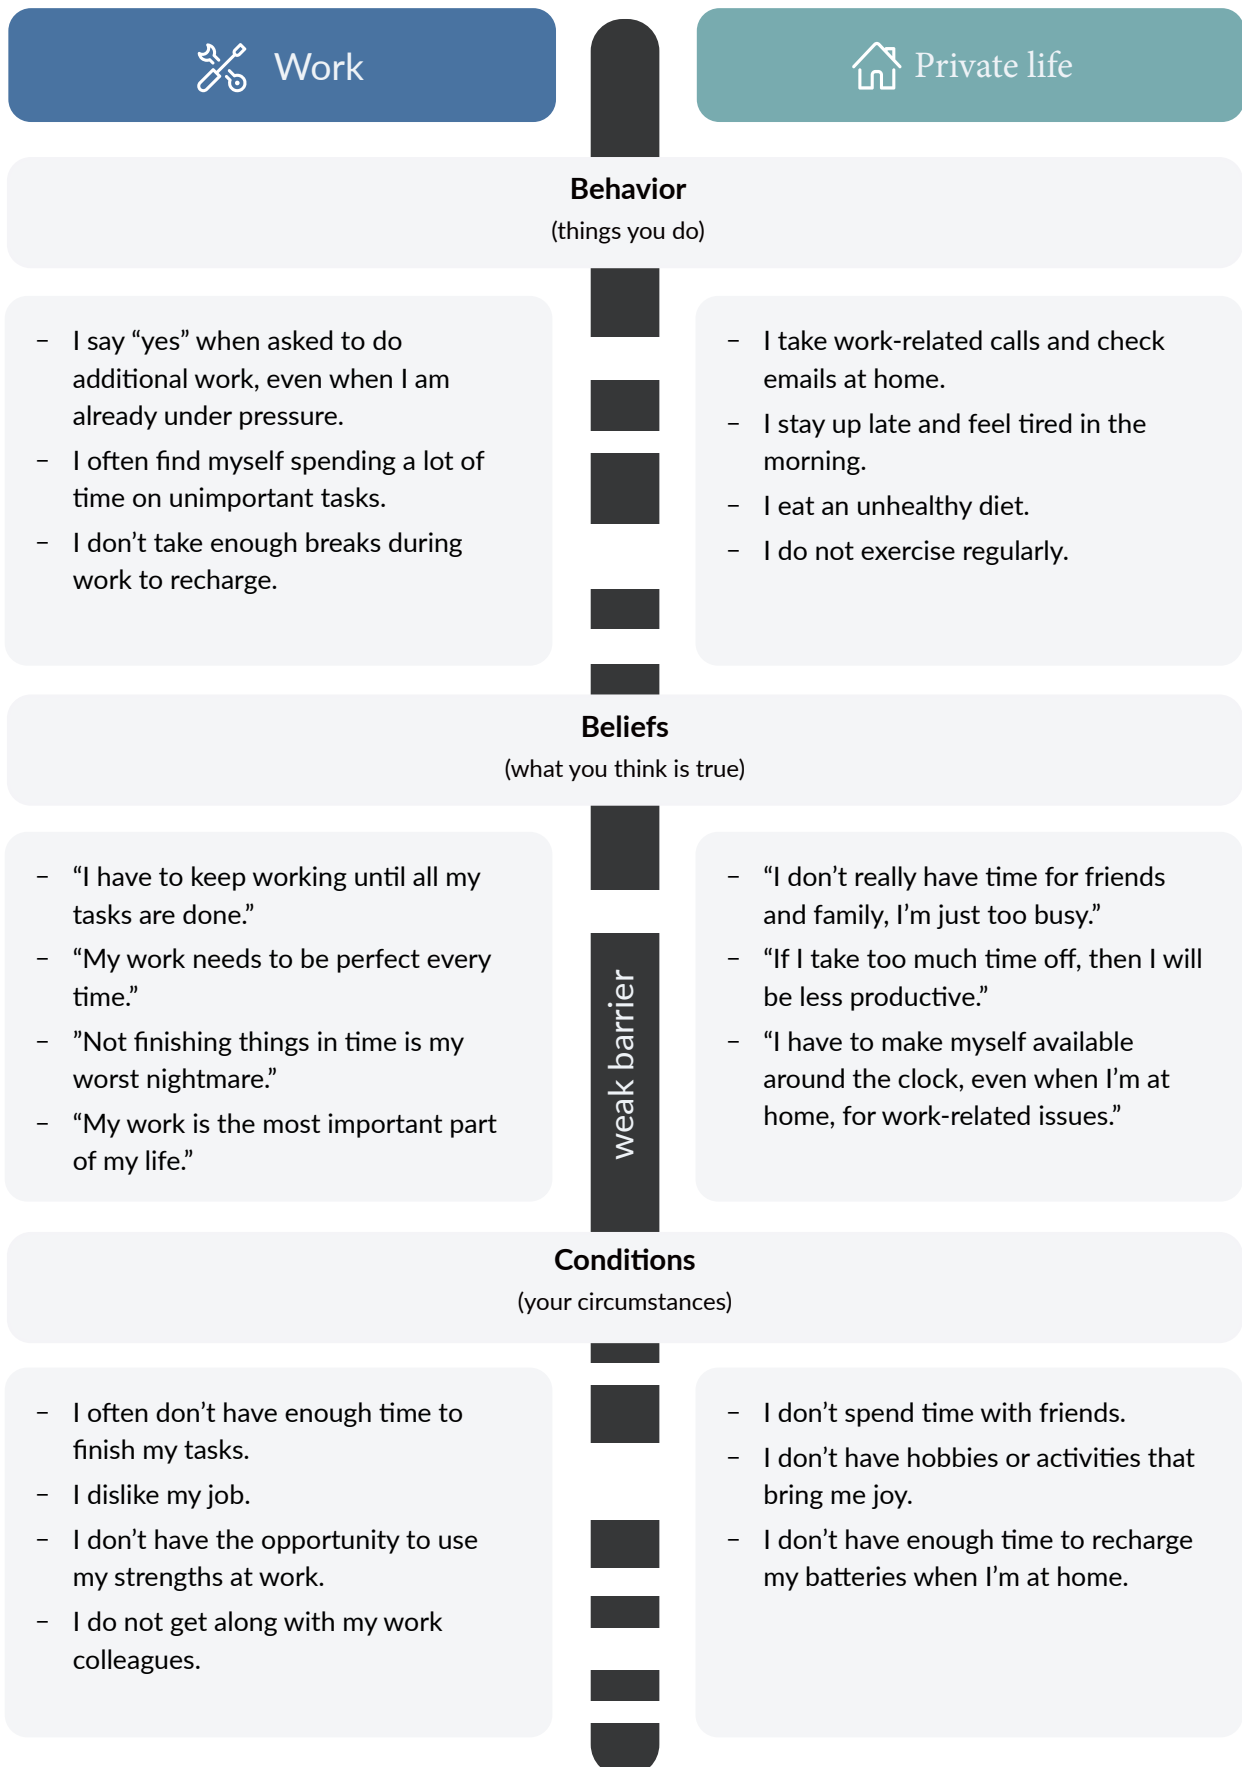 Work
Private life
Behavior
(things you do)
– I say “yes” when asked to do
additional work, even when I am
already under pressure.
– I often find myself spending a lot of
time on unimportant tasks.
– I don’t take enough breaks during
work to recharge.
– I take work-related calls and check
emails at home.
– I stay up late and feel tired in the
morning.
– I eat an unhealthy diet.
– I do not exercise regularly.
Beliefs
(what you think is true)
– “I have to keep working until all my
tasks are done.”
– “My work needs to be perfect every
time.”
– ”Not finishing things in time is my
worst nightmare.”
– “My work is the most important part
of my life.”
weak barrier
– “I don’t really have time for friends
and family, I’m just too busy.”
– “If I take too much time off, then I will
be less productive.”
– “I have to make myself available
around the clock, even when I’m at
home, for work-related issues.”
Conditions
(your circumstances)
– I often don’t have enough time to
finish my tasks.
– I dislike my job.
– I don’t have the opportunity to use
my strengths at work.
– I do not get along with my work
colleagues.
– I don’t spend time with friends.
– I don’t have hobbies or activities that
bring me joy.
– I don’t have enough time to recharge
my batteries when I’m at home.